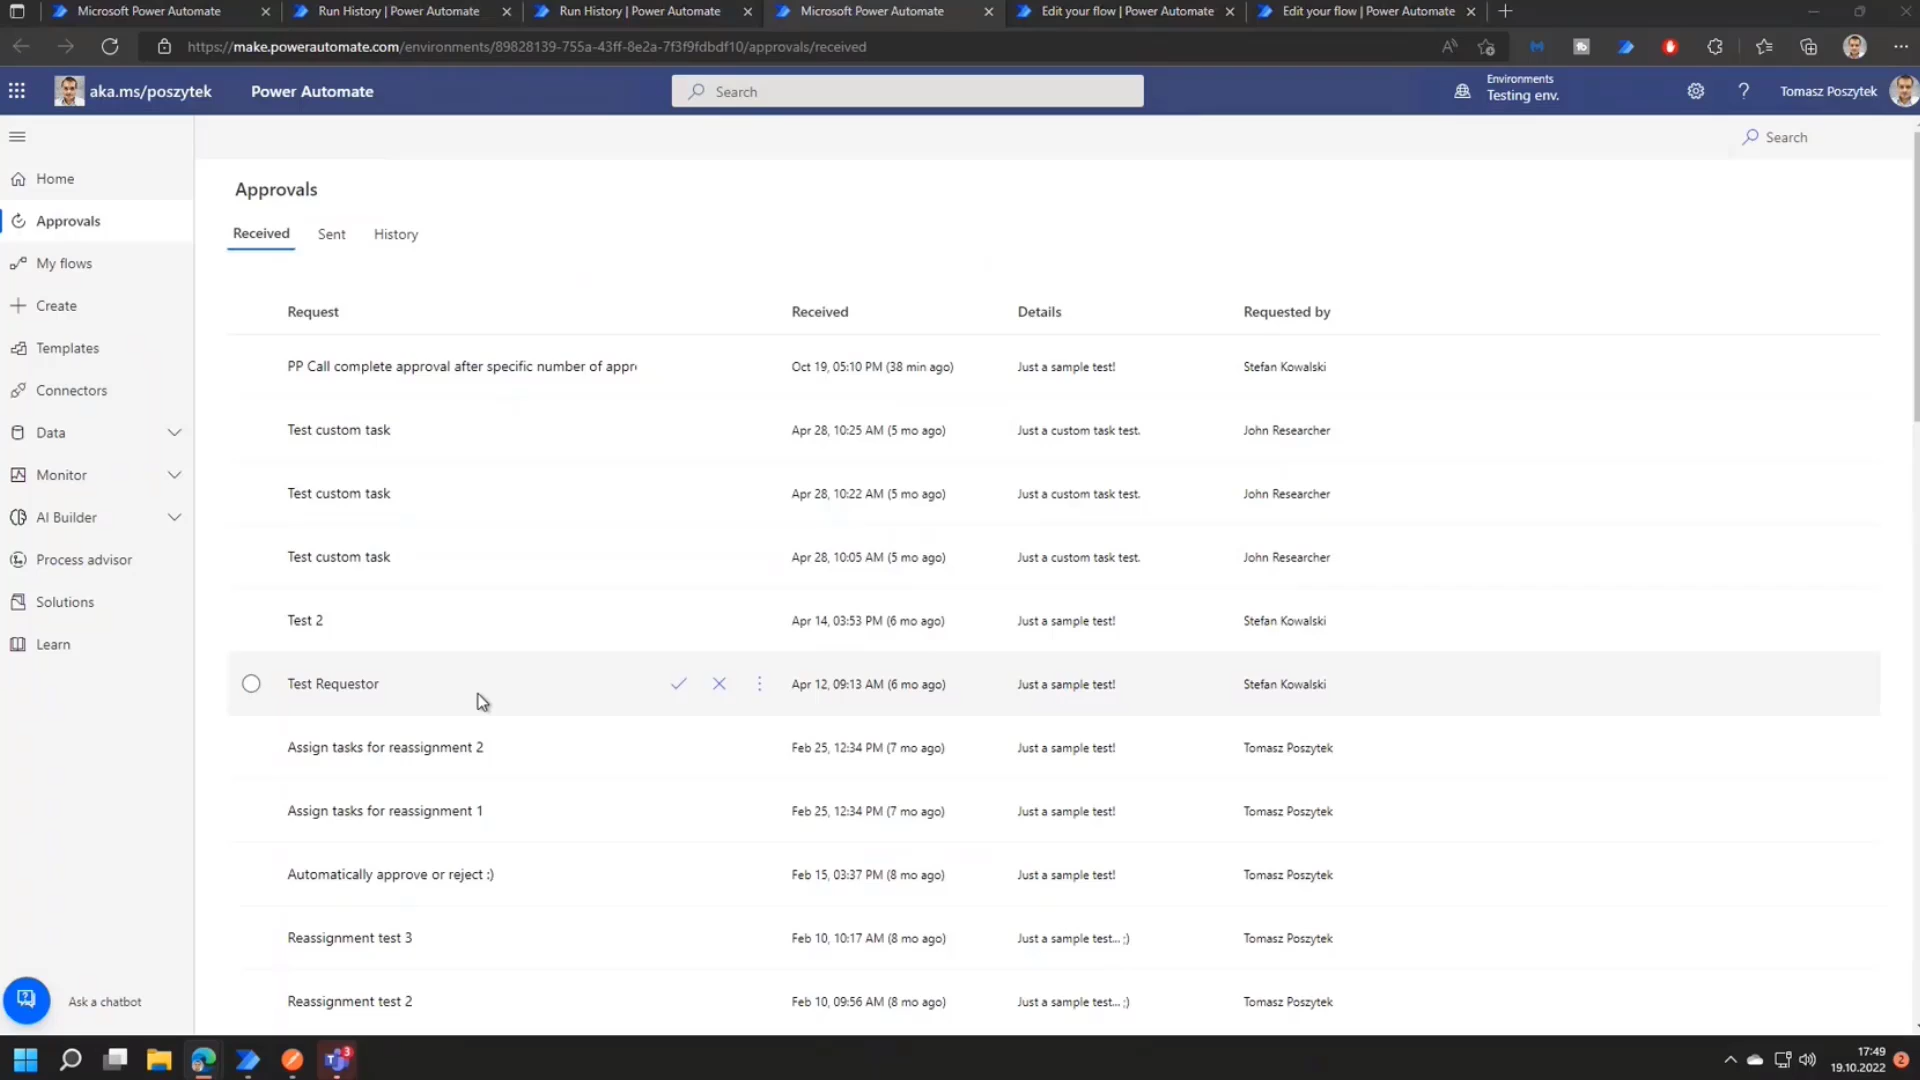 Microsoft Power Automate
Run History | Power Automate
Run History | Power Automate
Microsoft Power Automate
Edit your flow | Power Automate
Edit your flow | Power Automate
https://make.powerautomate.com/environments/89828139-755a-43ff-8e2a-7f3f9fdbdf10/approvals/received
aka.ms/poszytek
Power Automate
Search
Environments
Testing env.
?
Tomasz Poszytek
Search
Home
Approvals
My flows
Create
Templates
Connectors
Data
Monitor
AI Builder
Process advisor
Solutions
Learn
Ask a chatbot
Approvals
Received Sent History
Request Received Details Requested by
PP Call complete approval after specific number of appr Oct 19, 05:10 PM (38 min ago) Just a sample test! Stefan Kowalski
Test custom task Apr 28, 10:25 AM (5 mo ago) Just a custom task test. John Researcher
Test custom task Apr 28, 10:22 AM (5 mo ago) Just a custom task test. John Researcher
Test custom task Apr 28, 10:05 AM (5 mo ago) Just a custom task test. John Researcher
Test 2 Apr 14, 03:53 PM (6 mo ago) Just a sample test! Stefan Kowalski
Test Requestor Apr 12, 09:13 AM (6 mo ago) Just a sample test! Stefan Kowalski
Assign tasks for reassignment 2 Feb 25, 12:34 PM (7 mo ago) Just a sample test! Tomasz Poszytek
Assign tasks for reassignment 1 Feb 25, 12:34 PM (7 mo ago) Just a sample test! Tomasz Poszytek
Automatically approve or reject :) Feb 15, 03:37 PM (8 mo ago) Just a sample test! Tomasz Poszytek
Reassignment test 3 Feb 10, 10:17 AM (8 mo ago) Just a sample test... ;) Tomasz Poszytek
Reassignment test 2 Feb 10, 09:56 AM (8 mo ago) Just a sample test... ;) Tomasz Poszytek
3
17:49
19.10.2022
2